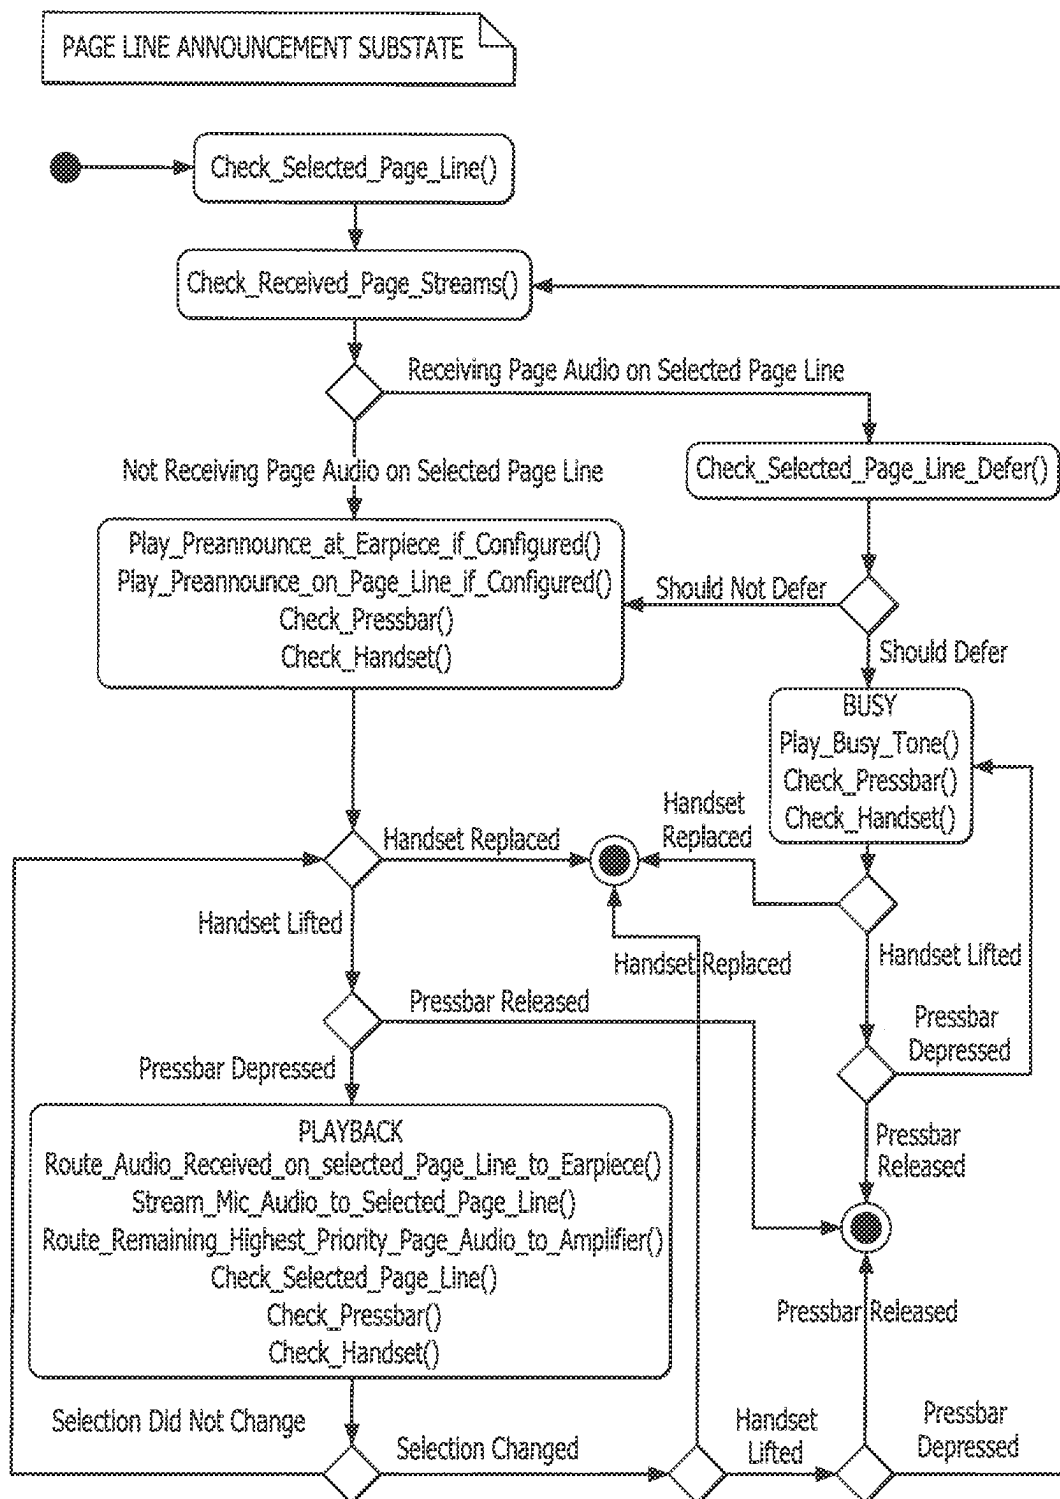 PAGE LINE ANNOUNCEMENT SUBSTATE
Check_Selected_Page_Line()
Check_Received_Page_Streams()
Receiving Page Audio on Selected Page Line
Not Receiving Page Audio on Selected Page Line
Check_Selected_Page_Line_Defer()
Play_Preannounce_at_Earpiece_if_Configured()
Play_Preannounce_on_Page_Line_if_Configured()
Check_Pressbar()
Check_Handset()
Should Not Defer
Should Defer
BUSY
Play_Busy_Tone()
Check_Pressbar()
Check_Handset()
Handset Replaced
Handset
Replaced
Handset Lifted
Handset Replaced
Handset Lifted
Pressbar Released
Pressbar
Depressed
Pressbar Depressed
Pressbar
Released
PLAYBACK
Route_Audio_Received_on_selected_Page_Line_to_Earpiece()
Stream_Mic_Audio_to_Selected_Page_Line()
Route_Remaining_Highest_Priority_Page_Audio_to_Amplifier()
Check_Selected_Page_Line()
Check_Pressbar()
Check_Handset()
Pressbar Released
Selection Did Not Change
Selection Changed
Handset
Lifted
Pressbar
Depressed